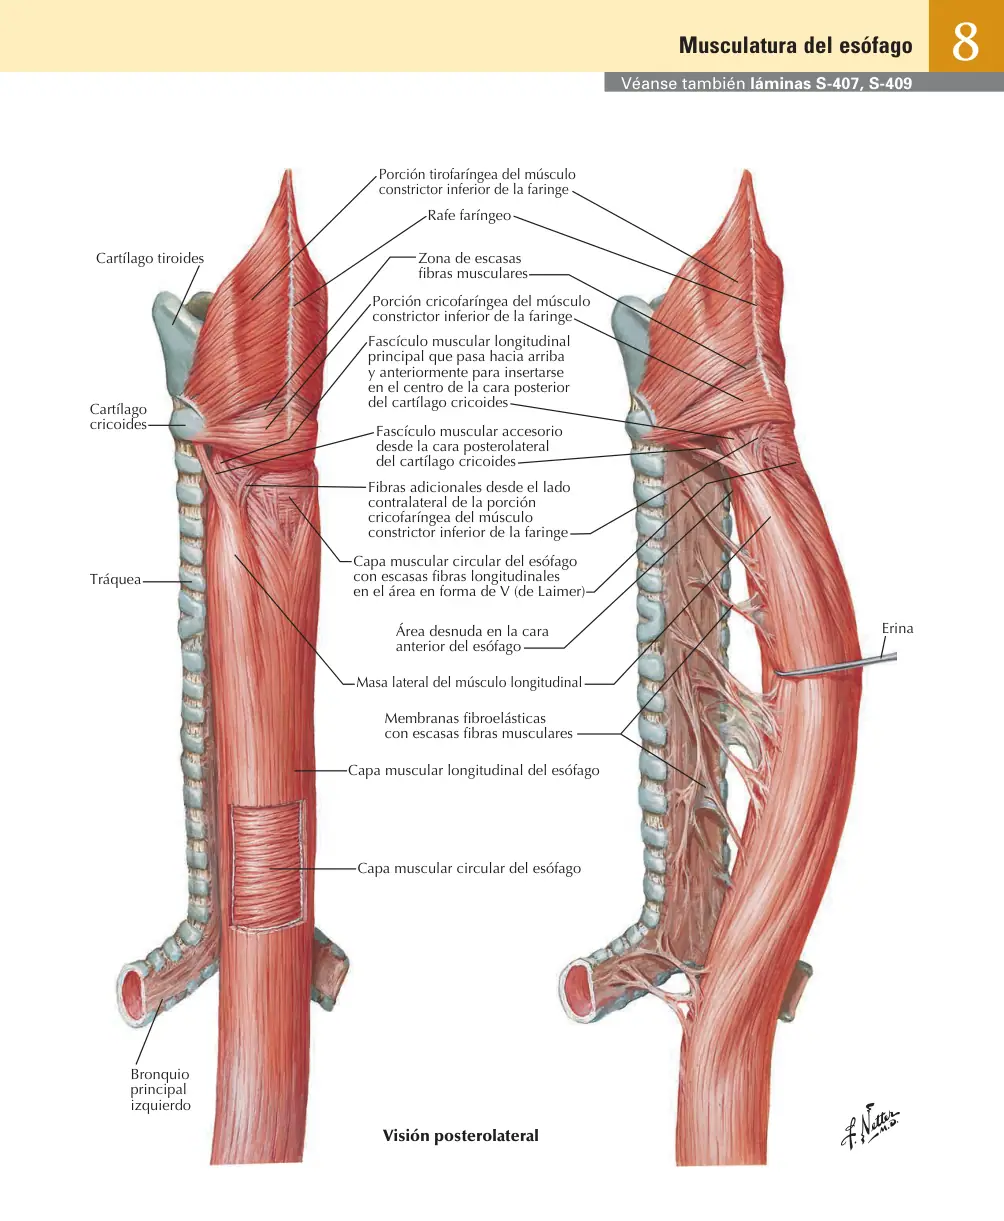 Musculatura del esófago
8
Véanse también láminas S-407, S-409
Porción tirofaríngea del músculo
constrictor inferior de la faringe
Rafe faríngeo
Cartílago tiroides
Zona de escasas
fibras musculares
Porción cricofaríngea del músculo
constrictor inferior de la faringe
Fascículo muscular longitudinal
principal que pasa hacia arriba
y anteriormente para insertarse
en el centro de la cara posterior
del cartílago cricoides
Cartílago
cricoides
Fascículo muscular accesorio
desde la cara posterolateral
del cartílago cricoides
Fibras adicionales desde el lado
contralateral de la porción
cricofaríngea del músculo
constrictor inferior de la faringe
Capa muscular circular del esófago
con escasas fibras longitudinales
en el área en forma de V (de Laimer)
Tráquea
Área desnuda en la cara
anterior del esófago
Erina
Masa lateral del músculo longitudinal
Membranas fibroelásticas
con escasas fibras musculares
Capa muscular longitudinal del esófago
Capa muscular circular del esófago
Bronquio
principal
izquierdo
Visión posterolateral
F. Netter
M.D.